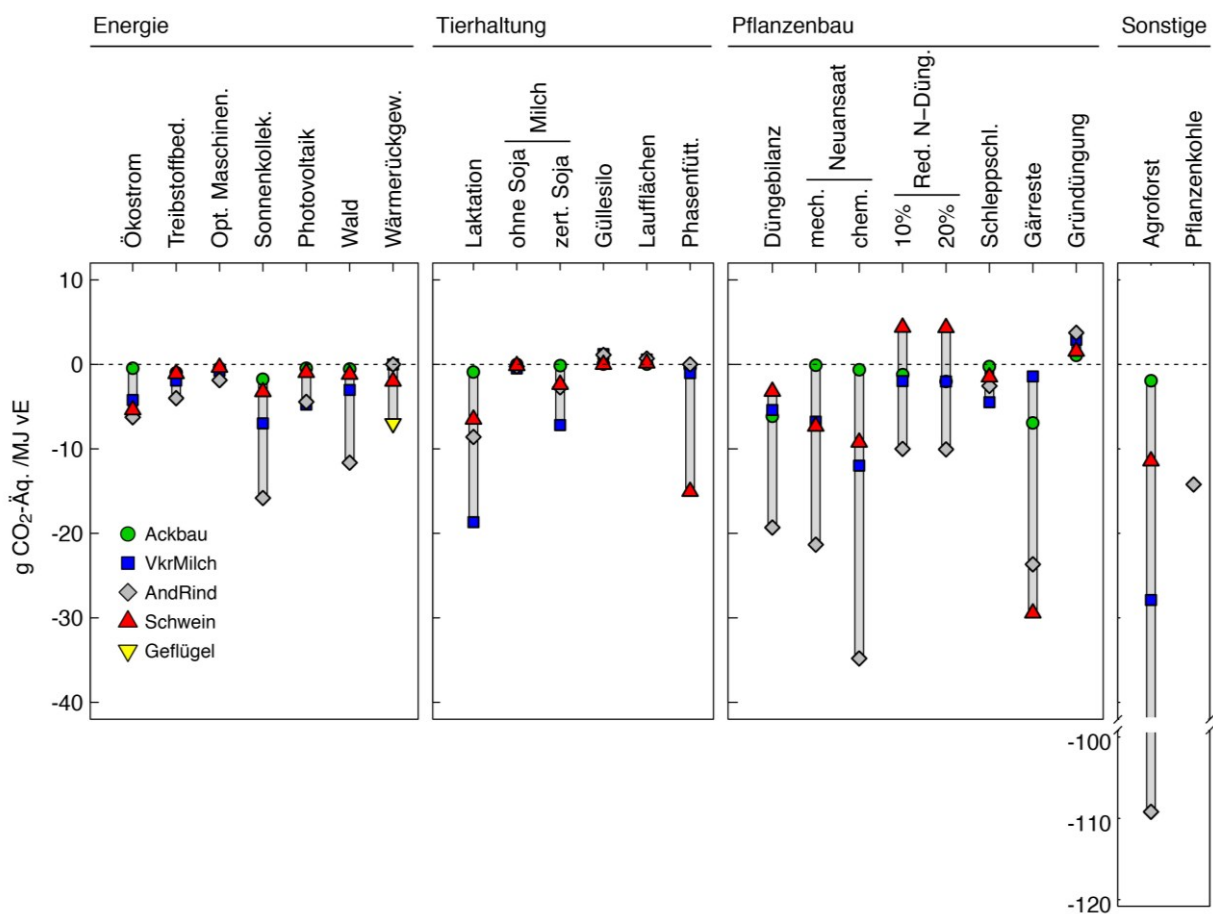 Energie
Tierhaltung
Pflanzenbau
Sonstige
Ökostrom
Treibstoffbed.
Opt. Maschinen.
Sonnenkollek.
Photovoltaik
Wald
Wärmerückgew.
Laktation
Milch
ohne Soja
zert. Soja
Güllesilo
Laufflächen
Phasenfütt.
Düngebilanz
Neuansaat
mech.
chem.
Red. N-Düng.
10%
20%
Schleppschl.
Gärreste
Gründüngung
Agroforst
Pflanzenkohle
g CO₂-Äq. /MJ vE
10
0
-10
-20
-30
-40
Ackbau
VkrMilch
AndRind
Schwein
Geflügel
-100
-110
-120